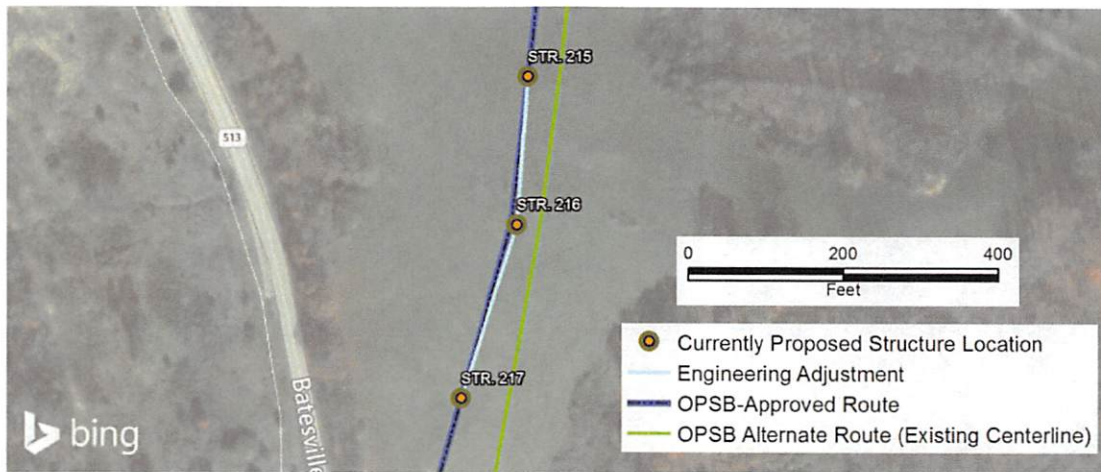 STR. 215
513
STR. 216
0 200 400
Feet
Currently Proposed Structure Location
Engineering Adjustment
OPSB-Approved Route
OPSB Alternate Route (Existing Centerline)
STR. 217
Batesville
bing